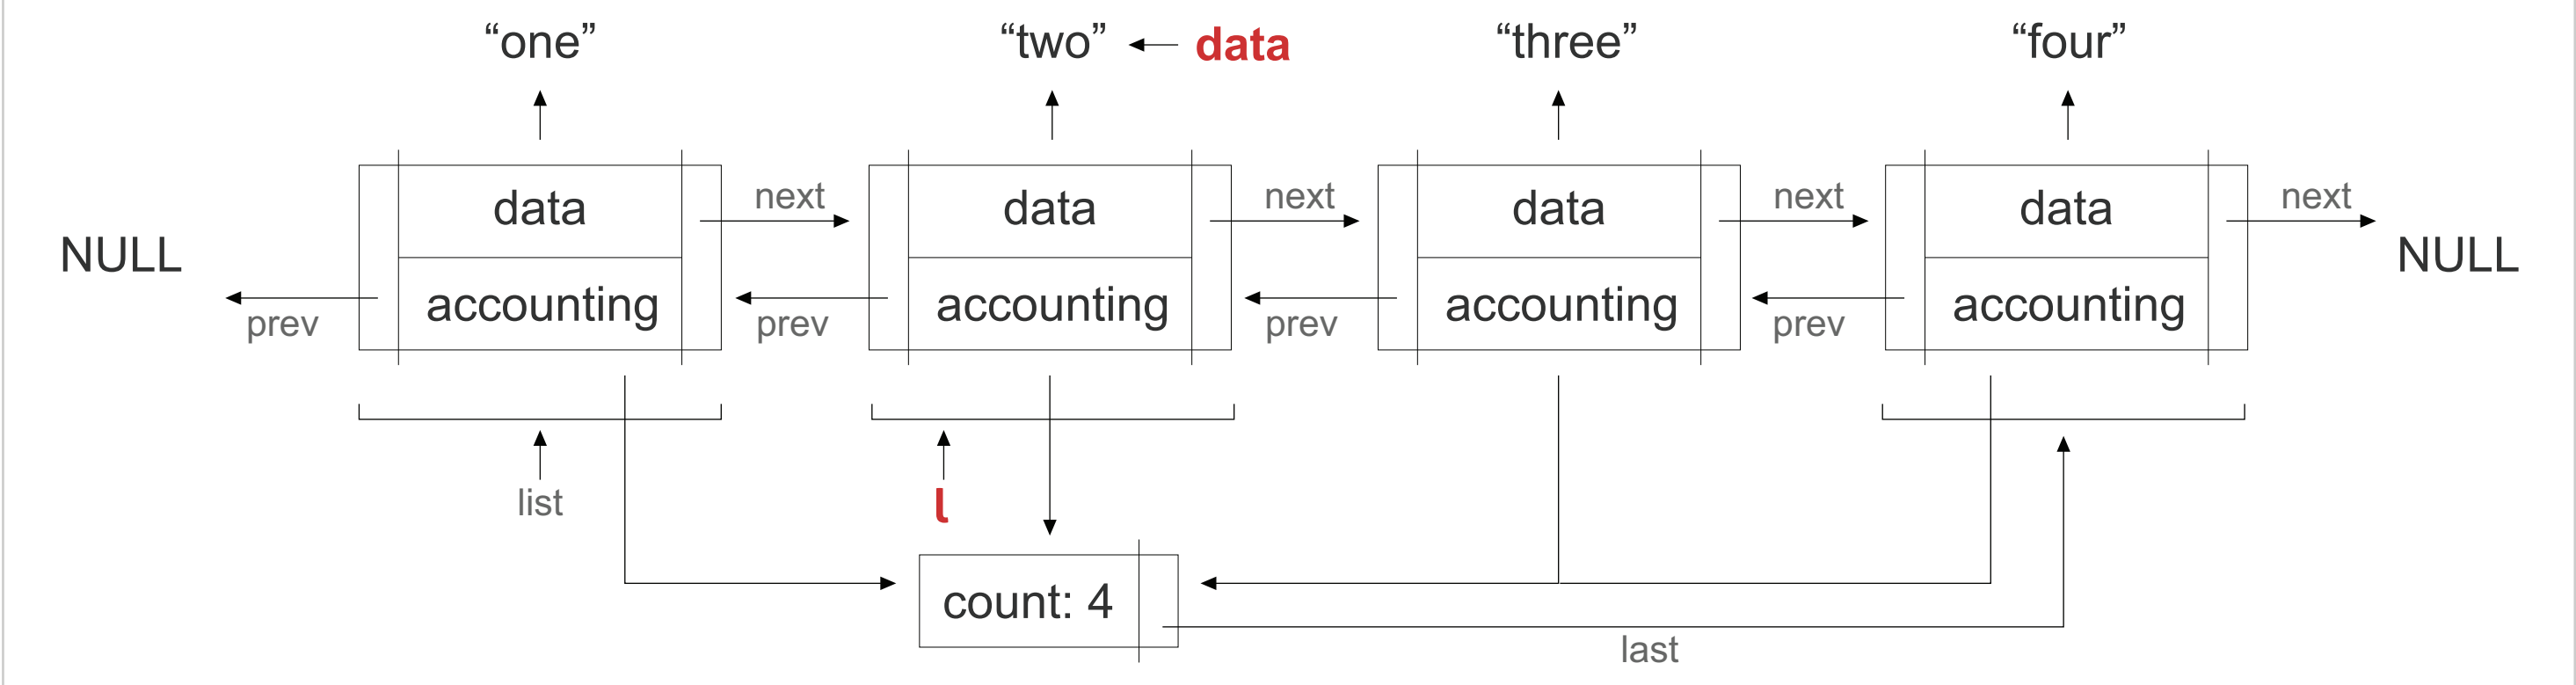 “one”
“two”
data
“three”
“four”
NULL
data
next
data
next
data
next
data
next
NULL
prev
accounting
prev
accounting
prev
accounting
prev
accounting
list
l
count: 4
last